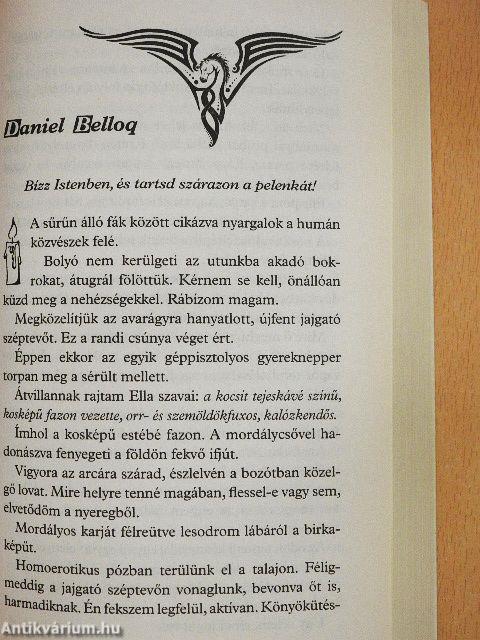 Daniel Belloq
Bízz Istenben, és tartsd szárazon a pelenkát!
A sűrűn álló fák között cikázva nyargalok a humán
közvészek felé.
Bolyó nem kerülgeti az utunkba akadó bok-
rokat, átugrál fölöttük. Kérnem se kell, önállóan
küzd meg a nehézségekkel. Rábízom magam.
Megközelítjük az avarágyra hanyatlott, újfent jajgató
széptevőt. Ez a randi csúnya véget ért.
Éppen ekkor az egyik géppisztolyos gyereknepper
torpan meg a sérült mellett.
Átvillannak rajtam Ella szavai: a kocsit tejeskávé színű,
kosképű fazon vezette, orr- és szemöldökfuxos, kalózkendős.
Ímhol a kosképű estébé fazon. A mordálycsővel ha-
donászva fenyegeti a földön fekvő ifjút.
Vigyora az arcára szárad, észlelvén a bozótban közel-
gő lovat. Mire helyre tenné magában, flessel-e vagy sem,
elvetődöm a nyeregből.
Mordályos karját félreütve lesodrom lábáról a birka-
képűt.
Homoerotikus pózban terülünk el a talajon. Félig-
meddig a jajgató széptevőn vonaglunk, bevonva őt is,
harmadiknak. Én fekszem legfelül, aktívan. Könyökütés-
Antikvárium.hu